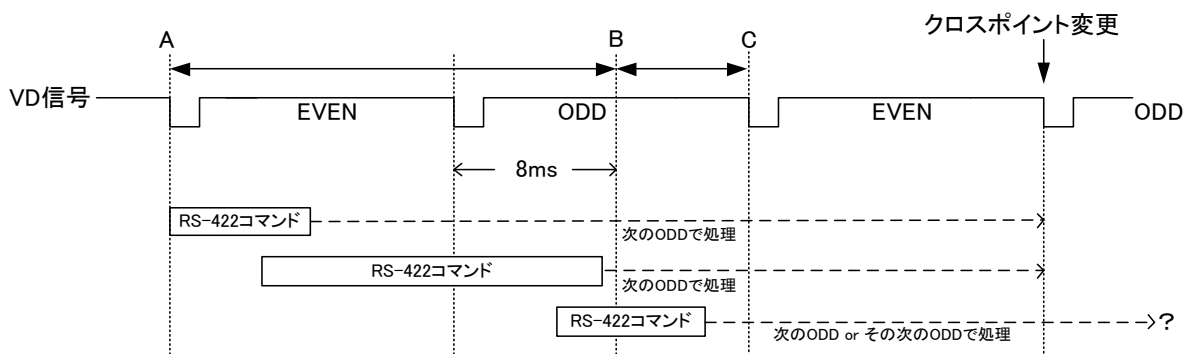 クロスポイント変更
A
B
C
VD信号
EVEN
ODD
EVEN
ODD
8ms
RS-422コマンド
次のODDで処理
RS-422コマンド
次のODDで処理
RS-422コマンド
次のODD or その次のODDで処理
?